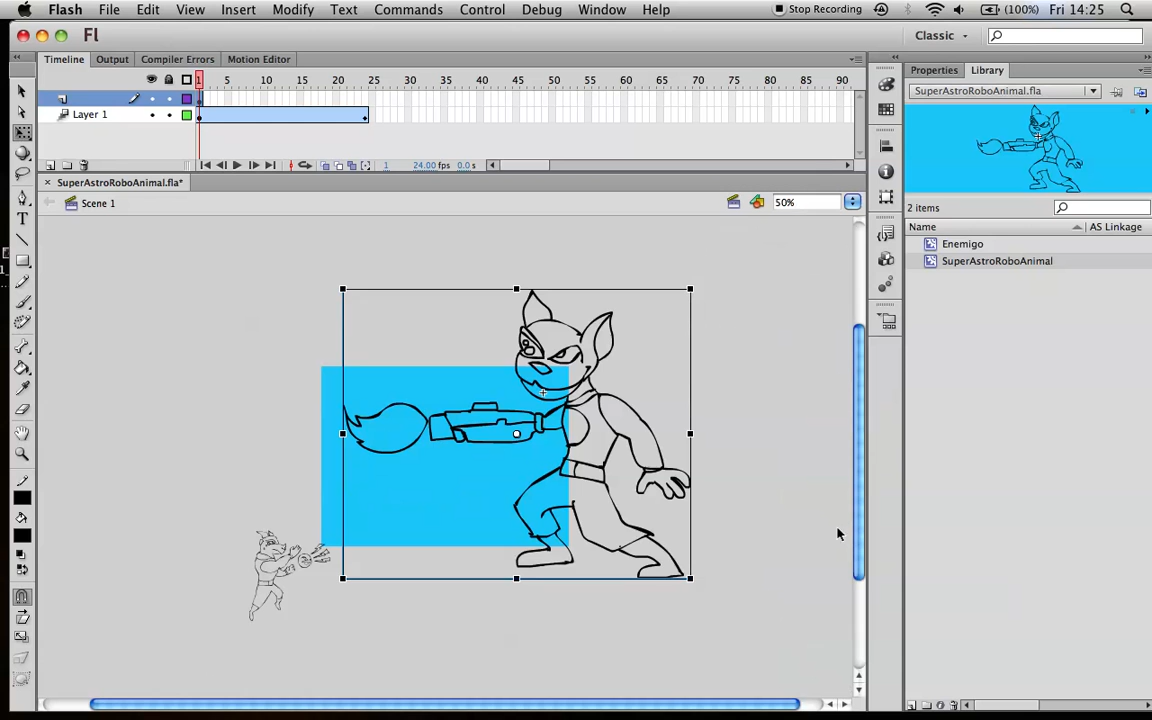 Flash File Edit View Insert Modify Text Commands Control Debug Window Help Stop Recording (100%) Fri 14:25
Fl Classic
Timeline Output Compiler Errors Motion Editor Properties Library
1 5 10 15 20 25 30 35 40 45 50 55 60 65 70 75 80 85 90
SuperAstroRoboAnimal.fla
Layer 1
1 24.00 fps 0.0 s
SuperAstroRoboAnimal.fla*
Scene 1 50%
2 items
Name AS Linkage
Enemigo
SuperAstroRoboAnimal